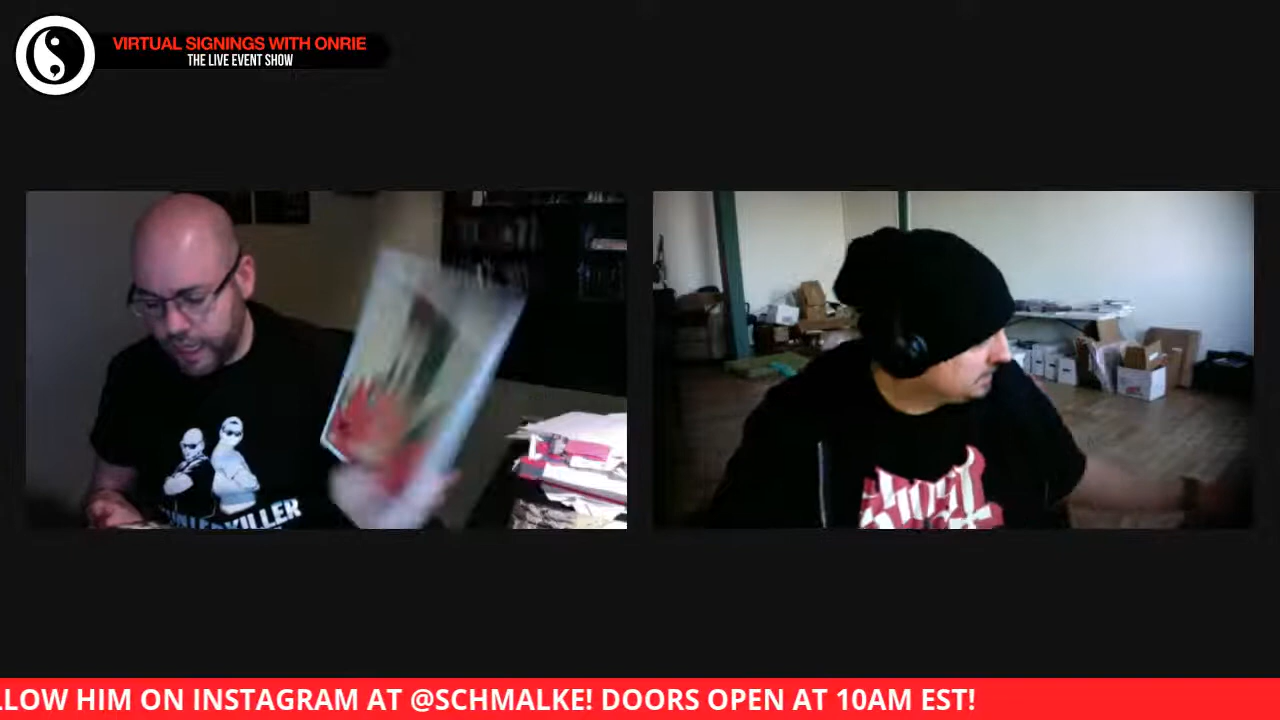 VIRTUAL SIGNINGS WITH ONRIE
THE LIVE EVENT SHOW
LLOW HIM ON INSTAGRAM AT @SCHMALKE! DOORS OPEN AT 10AM EST!